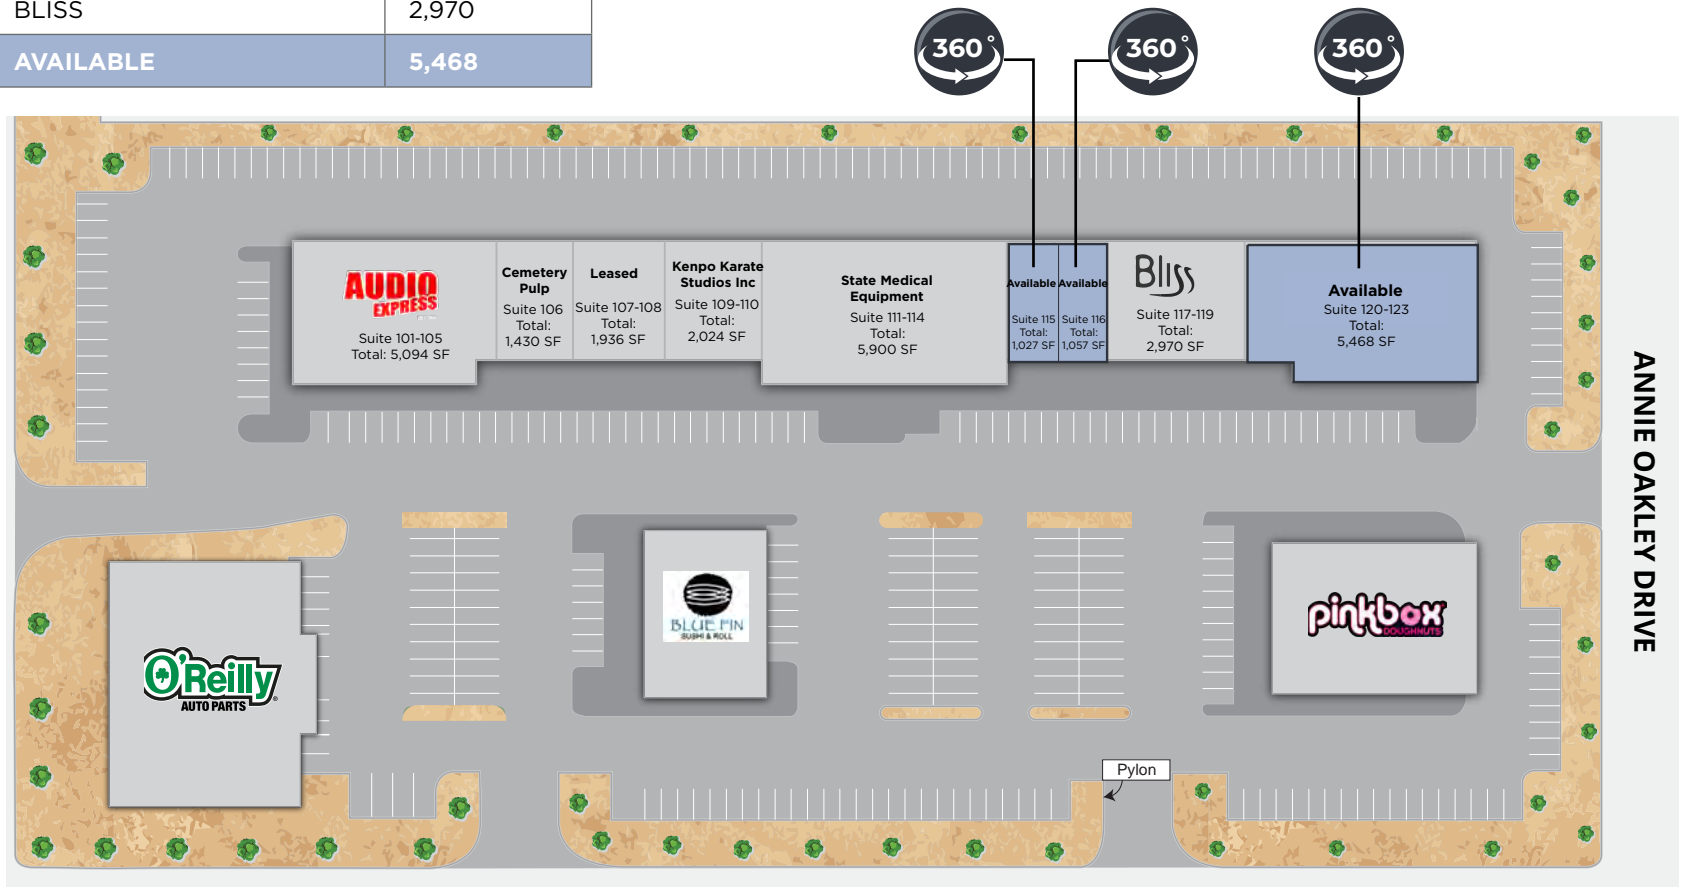 BLISS 2,970
AVAILABLE 5,468
360°
360°
360°
AUDIO
EXPRESS
Suite 101-105
Total: 5,094 SF
Cemetery
Pulp
Suite 106
Total:
1,430 SF
Leased
Suite 107-108
Total:
1,936 SF
Kenpo Karate
Studios Inc
Suite 109-110
Total:
2,024 SF
State Medical
Equipment
Suite 111-114
Total:
5,900 SF
Available
Suite 115
Total:
1,027 SF
Available
Suite 116
Total:
1,057 SF
Bliss
Suite 117-119
Total:
2,970 SF
Available
Suite 120-123
Total:
5,468 SF
ANNIE OAKLEY DRIVE
O'Reilly
AUTO PARTS
BLUE FIN
SUSHI & ROLL
pinkbox
DOUGHNUTS
Pylon